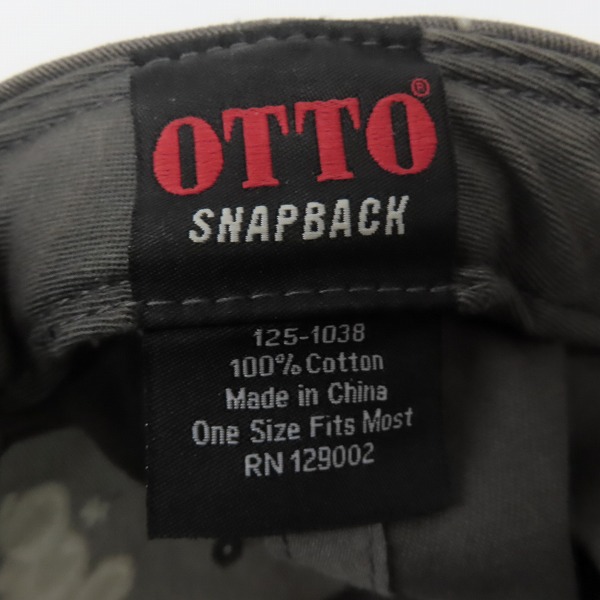 OTTO®
SNAPBACK
125-1038
100% Cotton
Made in China
One Size Fits Most
RN 129002